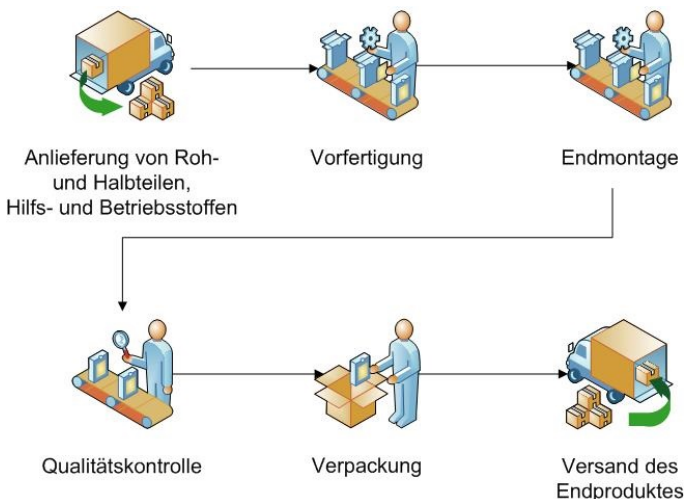 Anlieferung von Roh-
und Halbteilen,
Hilfs- und Betriebsstoffen
Vorfertigung
Endmontage
Qualitätskontrolle
Verpackung
Versand des
Endproduktes